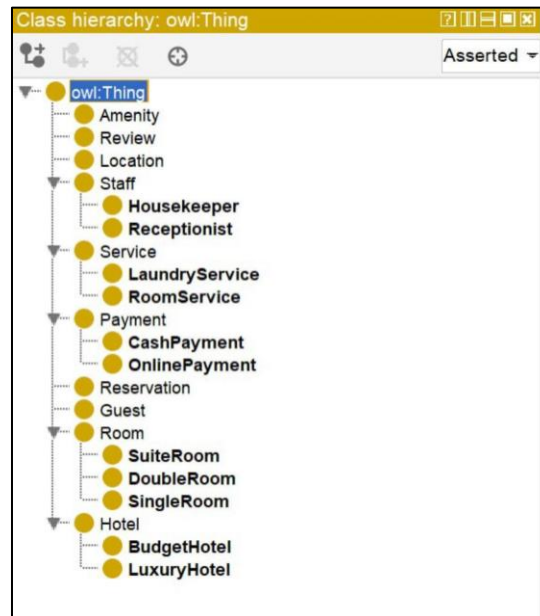 Class hierarchy: owl:Thing
Asserted
owl:Thing
Amenity
Review
Location
Staff
Housekeeper
Receptionist
Service
LaundryService
RoomService
Payment
CashPayment
OnlinePayment
Reservation
Guest
Room
SuiteRoom
DoubleRoom
SingleRoom
Hotel
BudgetHotel
LuxuryHotel